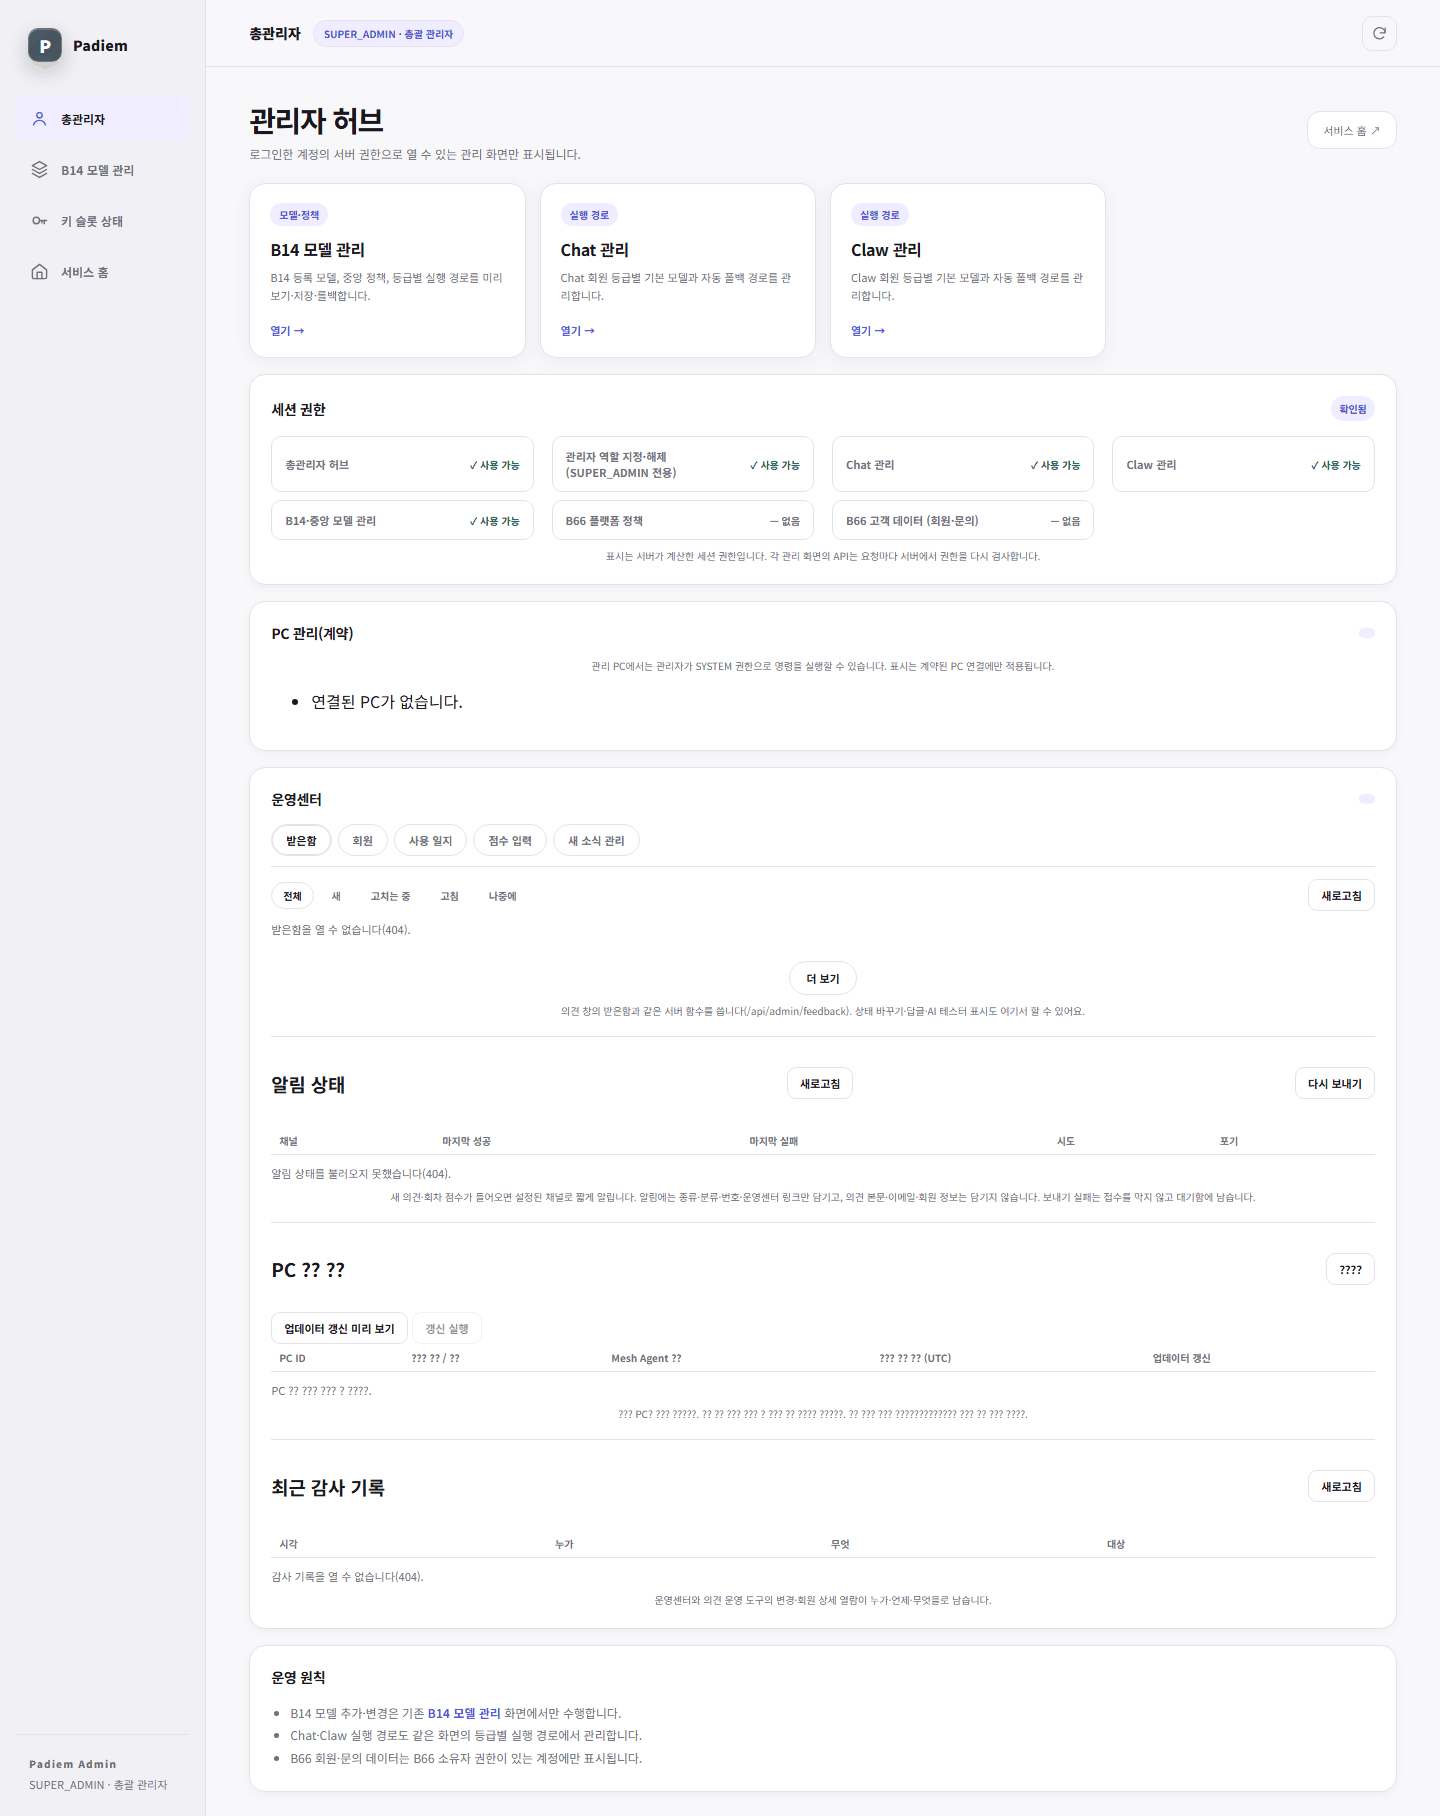 P Padiem
총관리자
B14 모델 관리
키 슬롯 상태
서비스 홈
총관리자 SUPER_ADMIN · 총괄 관리자
관리자 허브
로그인한 계정의 서버 권한으로 열 수 있는 관리 화면만 표시됩니다.
서비스 홈 ↗
모델·정책
B14 모델 관리
B14 등록 모델, 중앙 정책, 등급별 실행 경로를 미리
보기·저장·롤백합니다.
열기 →
실행 경로
Chat 관리
Chat 회원 등급별 기본 모델과 자동 폴백 경로를 관
리합니다.
열기 →
실행 경로
Claw 관리
Claw 회원 등급별 기본 모델과 자동 폴백 경로를 관
리합니다.
열기 →
세션 권한 확인됨
총관리자 허브 ✓ 사용 가능
관리자 역할 지정·해제
(SUPER_ADMIN 전용) ✓ 사용 가능
Chat 관리 ✓ 사용 가능
Claw 관리 ✓ 사용 가능
B14·중앙 모델 관리 ✓ 사용 가능
B66 플랫폼 정책 — 없음
B66 고객 데이터 (회원·문의) — 없음
표시는 서버가 계산한 세션 권한입니다. 각 관리 화면의 API는 요청마다 서버에서 권한을 다시 검사합니다.
PC 관리(계약)
관리 PC에서는 관리자가 SYSTEM 권한으로 명령을 실행할 수 있습니다. 표시는 계약된 PC 연결에만 적용됩니다.
• 연결된 PC가 없습니다.
운영센터
받은함 회원 사용 일지 점수 입력 새 소식 관리
전체 새 고치는 중 고침 나중에 새로고침
받은함을 열 수 없습니다(404).
더 보기
의견 창의 받은함과 같은 서버 함수를 씁니다(/api/admin/feedback). 상태 바꾸기·답글·AI 테스터 표시도 여기서 할 수 있어요.
알림 상태 새로고침 다시 보내기
채널 마지막 성공 마지막 실패 시도 포기
알림 상태를 불러오지 못했습니다(404).
새 의견·회차 점수가 들어오면 설정된 채널로 짧게 알립니다. 알림에는 종류·분류·번호·운영센터 링크만 담기고, 의견 본문·이메일·회원 정보는 담기지 않습니다. 보내기 실패는 접수를 막지 않고 대기함에 남습니다.
PC ?? ?? ????
업데이터 갱신 미리 보기 갱신 실행
PC ID ??? ?? / ?? Mesh Agent ?? ??? ?? ?? (UTC) 업데이터 갱신
PC ?? ??? ??? ? ????.
??? PC? ??? ?????. ?? ?? ??? ??? ? ??? ?? ???? ?????. ?? ??? ??? ????????????? ??? ?? ??? ????.
최근 감사 기록 새로고침
시각 누가 무엇 대상
감사 기록을 열 수 없습니다(404).
운영센터와 의견 운영 도구의 변경·회원 상세 열람이 누가·언제·무엇을로 남습니다.
운영 원칙
• B14 모델 추가·변경은 기존 B14 모델 관리 화면에서만 수행합니다.
• Chat·Claw 실행 경로도 같은 화면의 등급별 실행 경로에서 관리합니다.
• B66 회원·문의 데이터는 B66 소유자 권한이 있는 계정에만 표시됩니다.
Padiem Admin
SUPER_ADMIN · 총괄 관리자